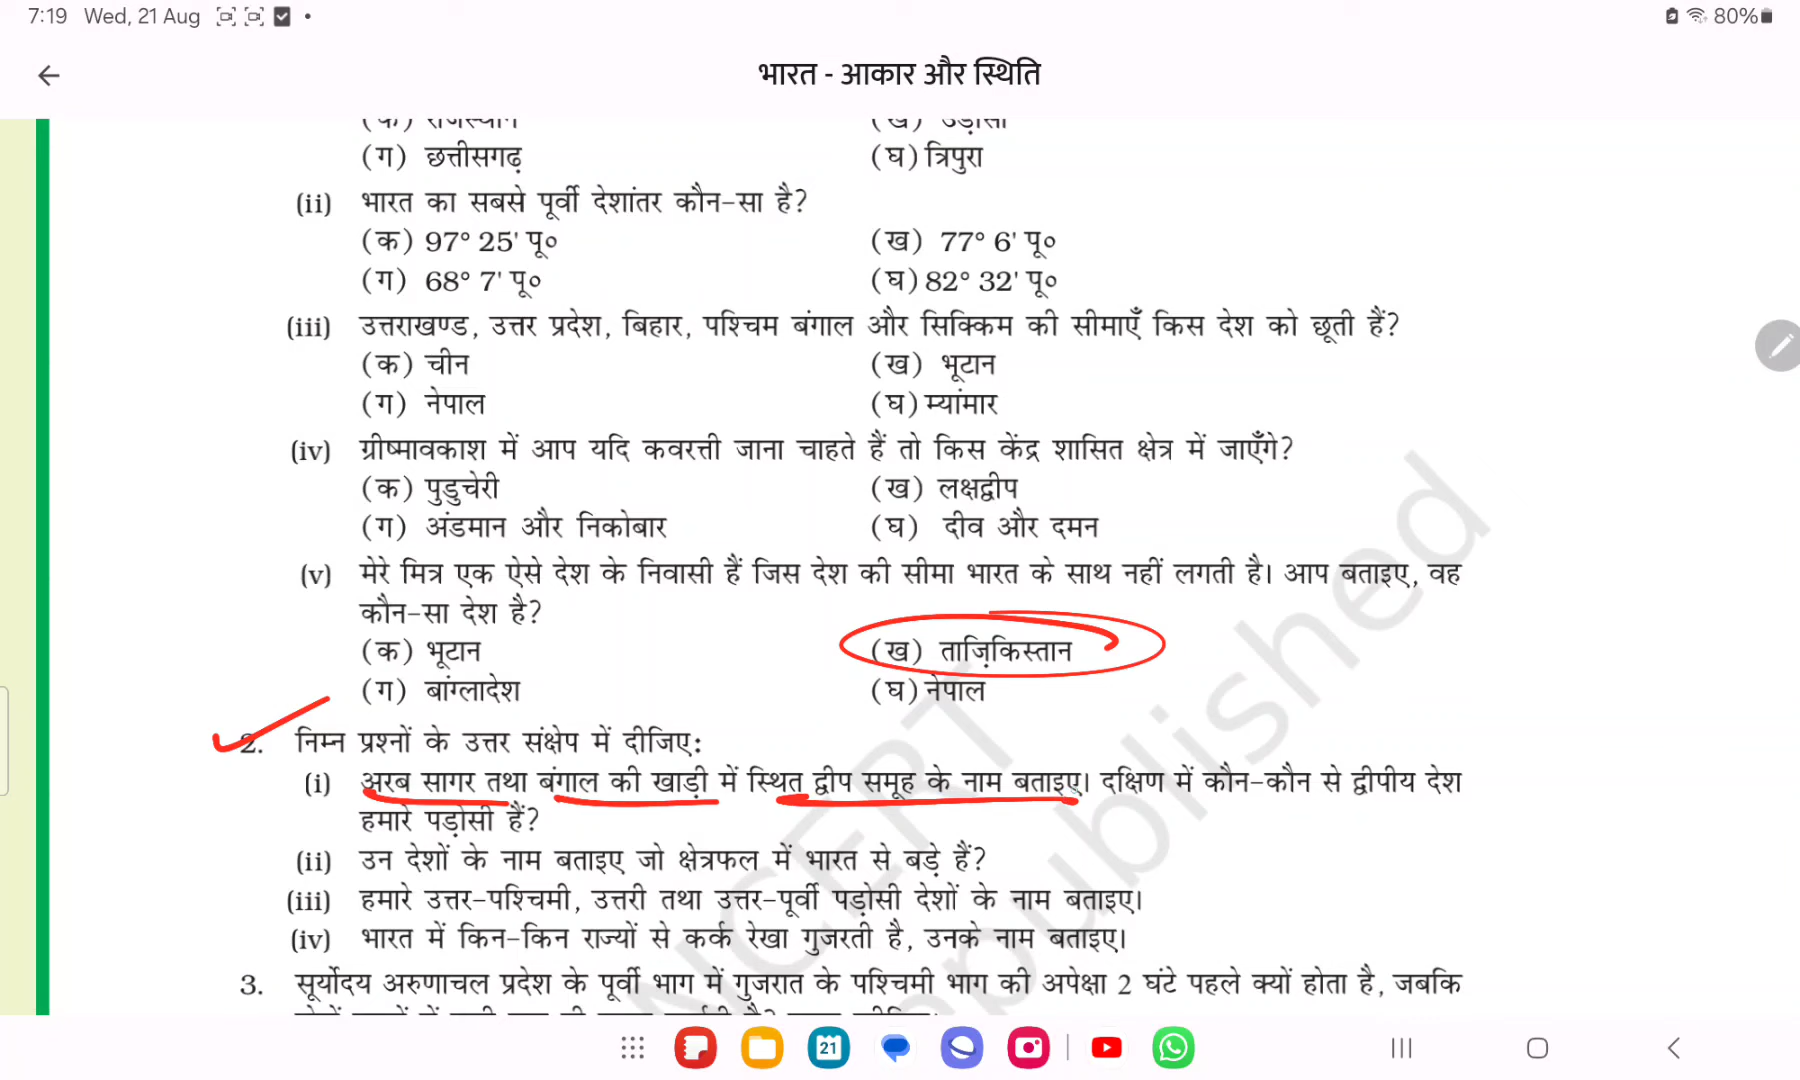 7:19 Wed, 21 Aug
80%
भारत - आकार और स्थिति
(क) राजस्थान (ख) उड़ीसा
(ग) छत्तीसगढ़ (घ) त्रिपुरा
(ii) भारत का सबसे पूर्वी देशांतर कौन-सा है?
(क) 97° 25' पू० (ख) 77° 6' पू०
(ग) 68° 7' पू० (घ) 82° 32' पू०
(iii) उत्तराखण्ड, उत्तर प्रदेश, बिहार, पश्चिम बंगाल और सिक्किम की सीमाएँ किस देश को छूती हैं?
(क) चीन (ख) भूटान
(ग) नेपाल (घ) म्यांमार
(iv) ग्रीष्मावकाश में आप यदि कवरत्ती जाना चाहते हैं तो किस केंद्र शासित क्षेत्र में जाएँगे?
(क) पुडुचेरी (ख) लक्षद्वीप
(ग) अंडमान और निकोबार (घ) दीव और दमन
(v) मेरे मित्र एक ऐसे देश के निवासी हैं जिस देश की सीमा भारत के साथ नहीं लगती है। आप बताइए, वह
कौन-सा देश है?
(क) भूटान (ख) ताज़िकिस्तान
(ग) बांग्लादेश (घ) नेपाल
2. निम्न प्रश्नों के उत्तर संक्षेप में दीजिए:
(i) अरब सागर तथा बंगाल की खाड़ी में स्थित द्वीप समूह के नाम बताइए। दक्षिण में कौन-कौन से द्वीपीय देश
हमारे पड़ोसी हैं?
(ii) उन देशों के नाम बताइए जो क्षेत्रफल में भारत से बड़े हैं?
(iii) हमारे उत्तर-पश्चिमी, उत्तरी तथा उत्तर-पूर्वी पड़ोसी देशों के नाम बताइए।
(iv) भारत में किन-किन राज्यों से कर्क रेखा गुजरती है, उनके नाम बताइए।
3. सूर्योदय अरुणाचल प्रदेश के पूर्वी भाग में गुजरात के पश्चिमी भाग की अपेक्षा 2 घंटे पहले क्यों होता है, जबकि
NCERT
republished
21